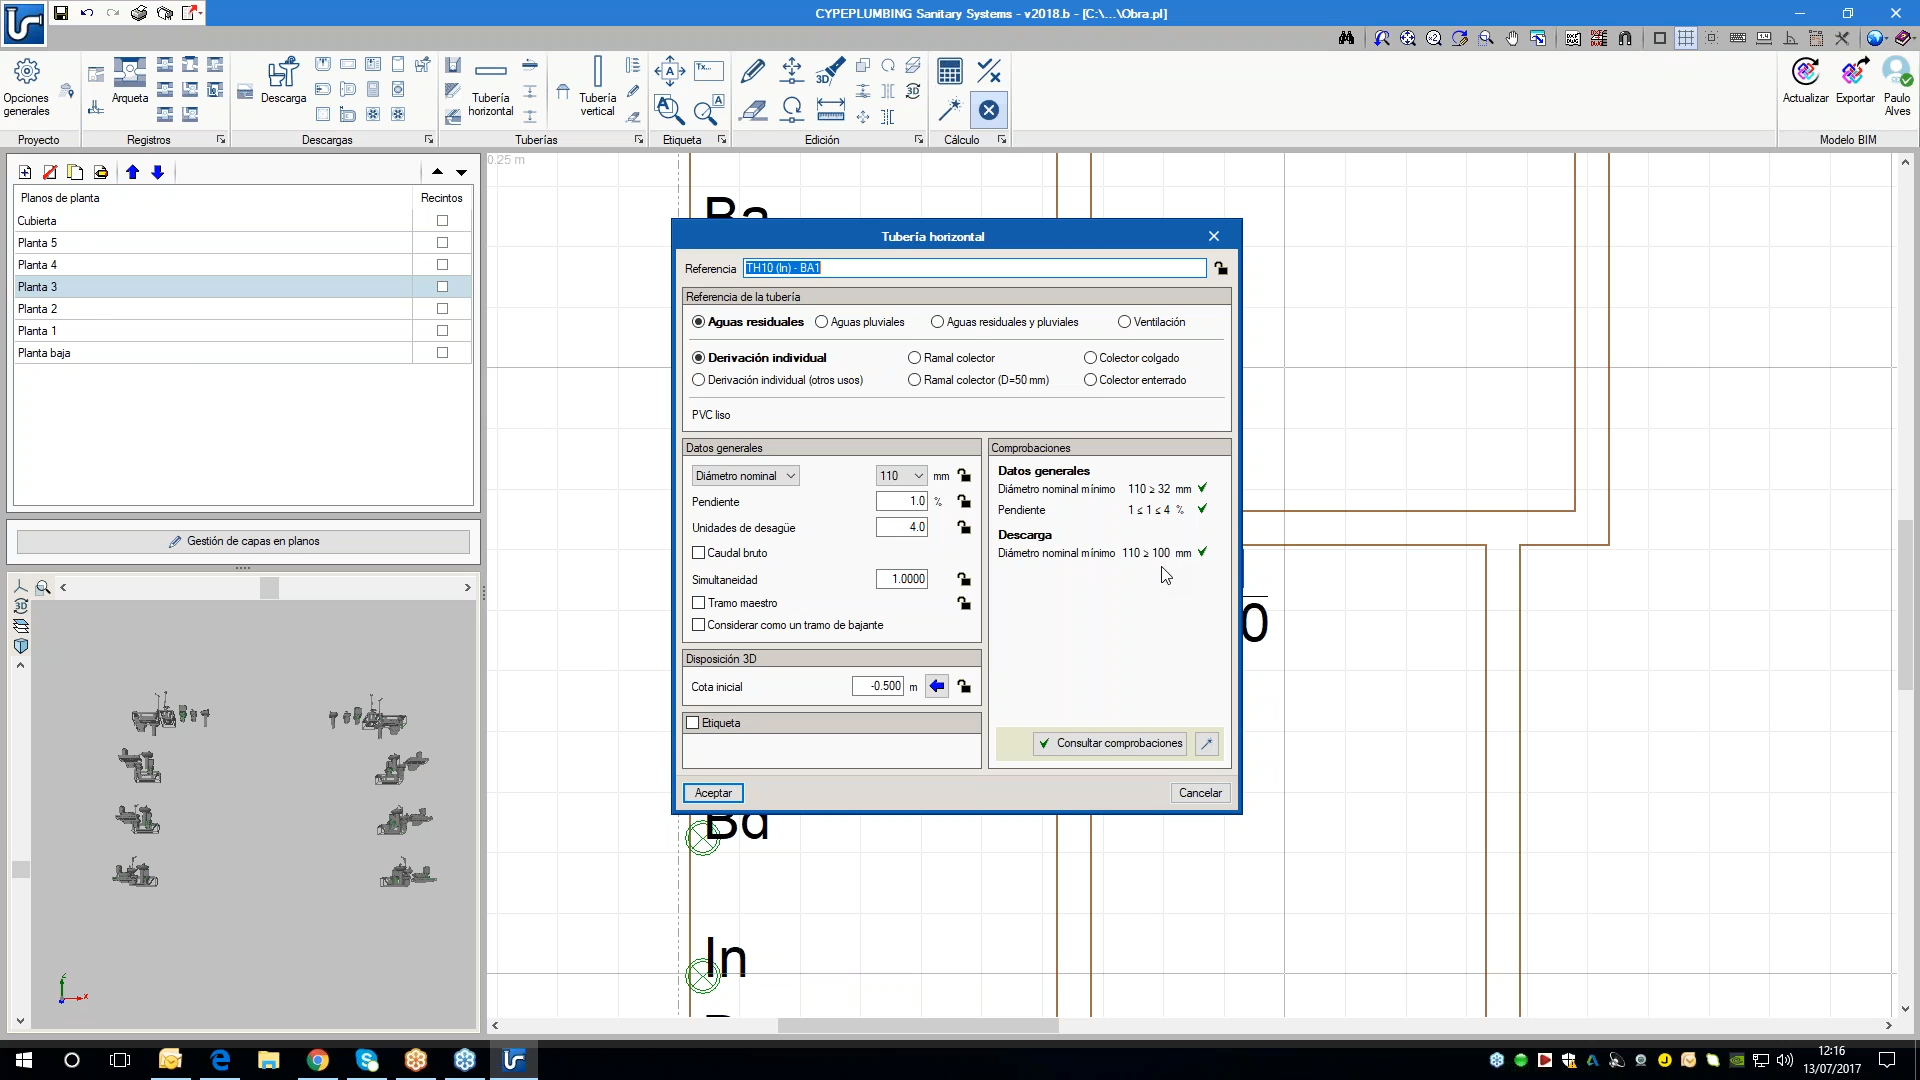 CYPEPLUMBING Sanitary Systems - v2018.b - [C:\...\Obra.pl]
Opciones generales
Arqueta
Descarga
Tubería horizontal
Tubería vertical
Tx...
3D
Actualizar
Exportar
Paulo Alves
Proyecto
Registros
Descargas
Tuberías
Etiqueta
Edición
Cálculo
Modelo BIM
0.25 m
Planos de planta Recintos
Cubierta
Planta 5
Planta 4
Planta 3
Planta 2
Planta 1
Planta baja
Gestión de capas en planos
Ba
Tubería horizontal
Referencia TH10 (In) - BA1
Referencia de la tubería
Aguas residuales Aguas pluviales Aguas residuales y pluviales Ventilación
Derivación individual Ramal colector Colector colgado
Derivación individual (otros usos) Ramal colector (D=50 mm) Colector enterrado
PVC liso
Datos generales
Diámetro nominal 110 mm
Pendiente 1.0 %
Unidades de desagüe 4.0
Caudal bruto
Simultaneidad 1.0000
Tramo maestro
Considerar como un tramo de bajante
Disposición 3D
Cota inicial -0.500 m
Etiqueta
Comprobaciones
Datos generales
Diámetro nominal mínimo 110 ≥ 32 mm
Pendiente 1 ≤ 1 ≤ 4 %
Descarga
Diámetro nominal mínimo 110 ≥ 100 mm
Consultar comprobaciones
Aceptar Cancelar
0
Bd
In
z
x
12:16
13/07/2017